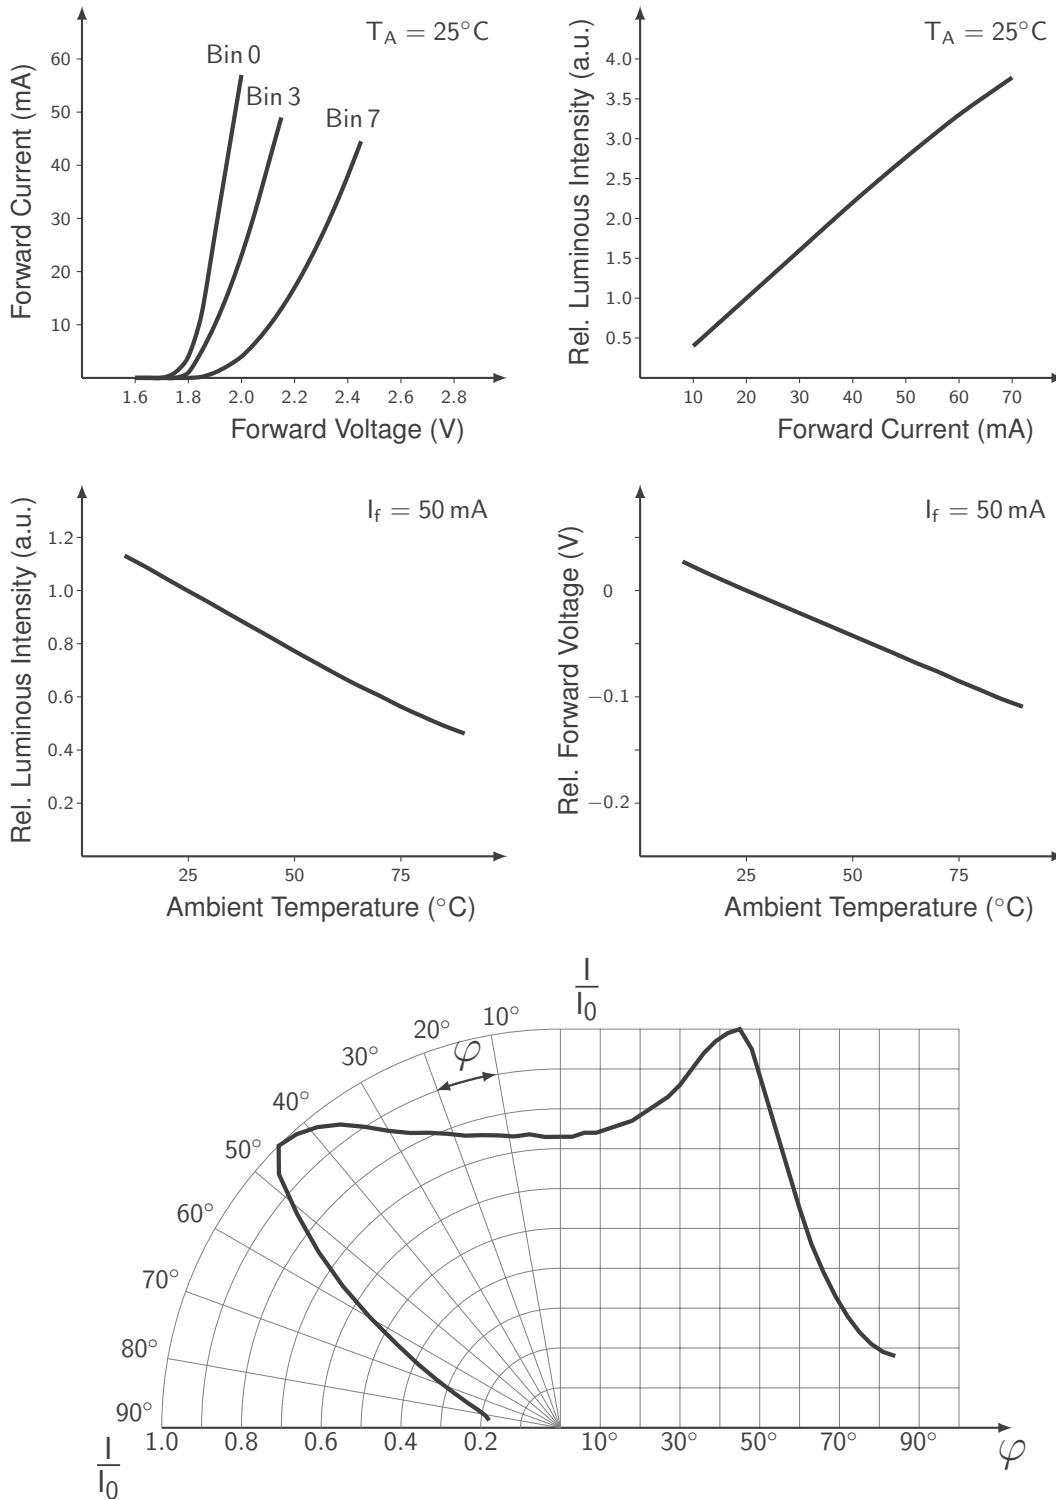 T_A = 25°C
Forward Current (mA)
60
50
40
30
20
10
Bin 0
Bin 3
Bin 7
1.6 1.8 2.0 2.2 2.4 2.6 2.8
Forward Voltage (V)
T_A = 25°C
Rel. Luminous Intensity (a.u.)
4.0
3.5
3.0
2.5
2.0
1.5
1.0
0.5
10 20 30 40 50 60 70
Forward Current (mA)
I_f = 50 mA
Rel. Luminous Intensity (a.u.)
1.2
1.0
0.8
0.6
0.4
0.2
25 50 75
Ambient Temperature (°C)
I_f = 50 mA
Rel. Forward Voltage (V)
0
−0.1
−0.2
25 50 75
Ambient Temperature (°C)
I/I_0
10°
20°
30°
40°
50°
60°
70°
80°
90°
φ
1.0 0.8 0.6 0.4 0.2 10° 30° 50° 70° 90°
I/I_0
φ